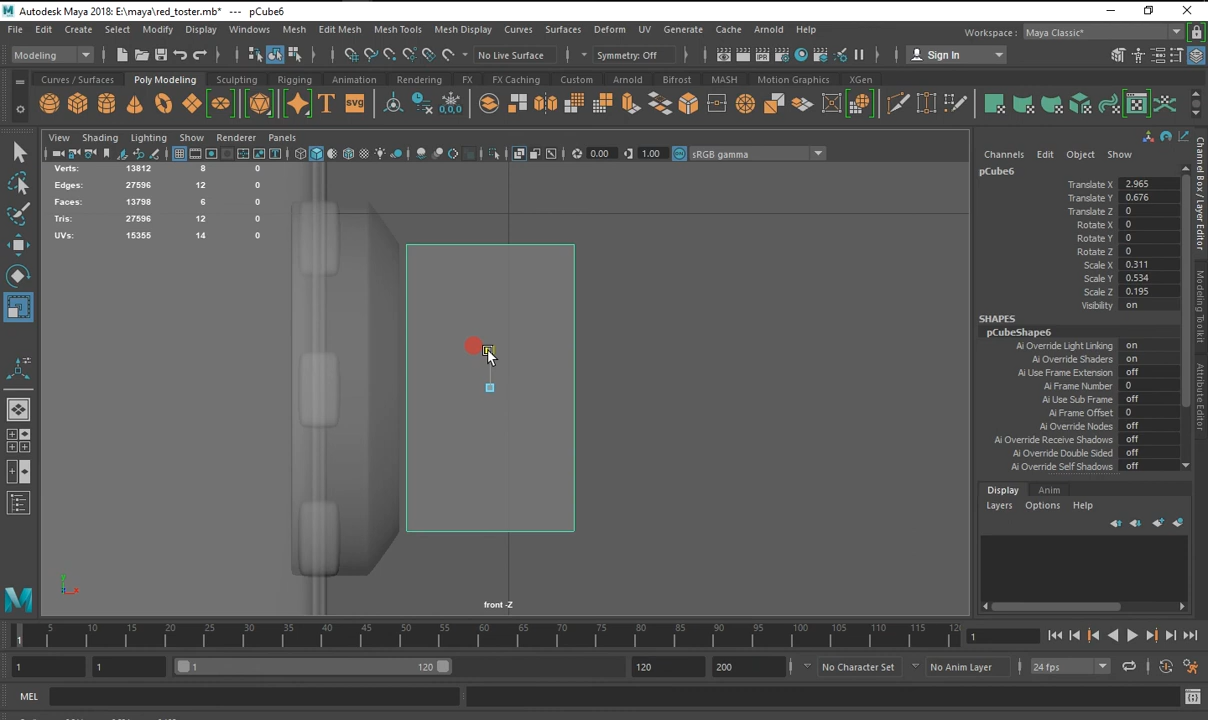 Autodesk Maya 2018: E:\maya\red_toster.mb* --- pCube6
File Edit Create Select Modify Display Windows Mesh Edit Mesh Mesh Tools Mesh Display Curves Surfaces Deform UV Generate Cache Arnold Help
Workspace : Maya Classic*
Modeling No Live Surface Symmetry: Off Sign In
Curves / Surfaces Poly Modeling Sculpting Rigging Animation Rendering FX FX Caching Custom Arnold Bifrost MASH Motion Graphics XGen
View Shading Lighting Show Renderer Panels
0.00 1.00 sRGB gamma
Verts: 13812 8 0
Edges: 27596 12 0
Faces: 13798 6 0
Tris: 27596 12 0
UVs: 15355 14 0
front -Z
Channels Edit Object Show
pCube6
Translate X 2.965
Translate Y 0.676
Translate Z 0
Rotate X 0
Rotate Y 0
Rotate Z 0
Scale X 0.311
Scale Y 0.534
Scale Z 0.195
Visibility on
SHAPES
pCubeShape6
Ai Override Light Linking on
Ai Override Shaders on
Ai Use Frame Extension off
Ai Frame Number 0
Ai Use Sub Frame off
Ai Frame Offset 0
Ai Override Nodes off
Ai Override Receive Shadows off
Ai Override Double Sided off
Ai Override Self Shadows off
Display Anim
Layers Options Help
Channel Box / Layer Editor
Modeling Toolkit
Attribute Editor
1 5 10 15 20 25 30 35 40 45 50 55 60 65 70 75 80 85 90 95 100 105 110 115 12 1
1 1 1 120 120 200 No Character Set No Anim Layer 24 fps
MEL